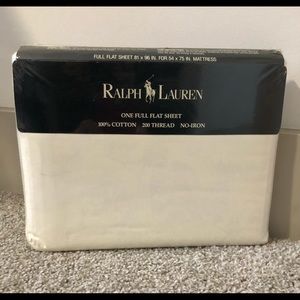 FULL FLAT SHEET 81 x 96 IN. FOR 54 x 75 IN. MATTRESS
RALPH LAUREN
ONE FULL FLAT SHEET
100% COTTON 200 THREAD NO-IRON